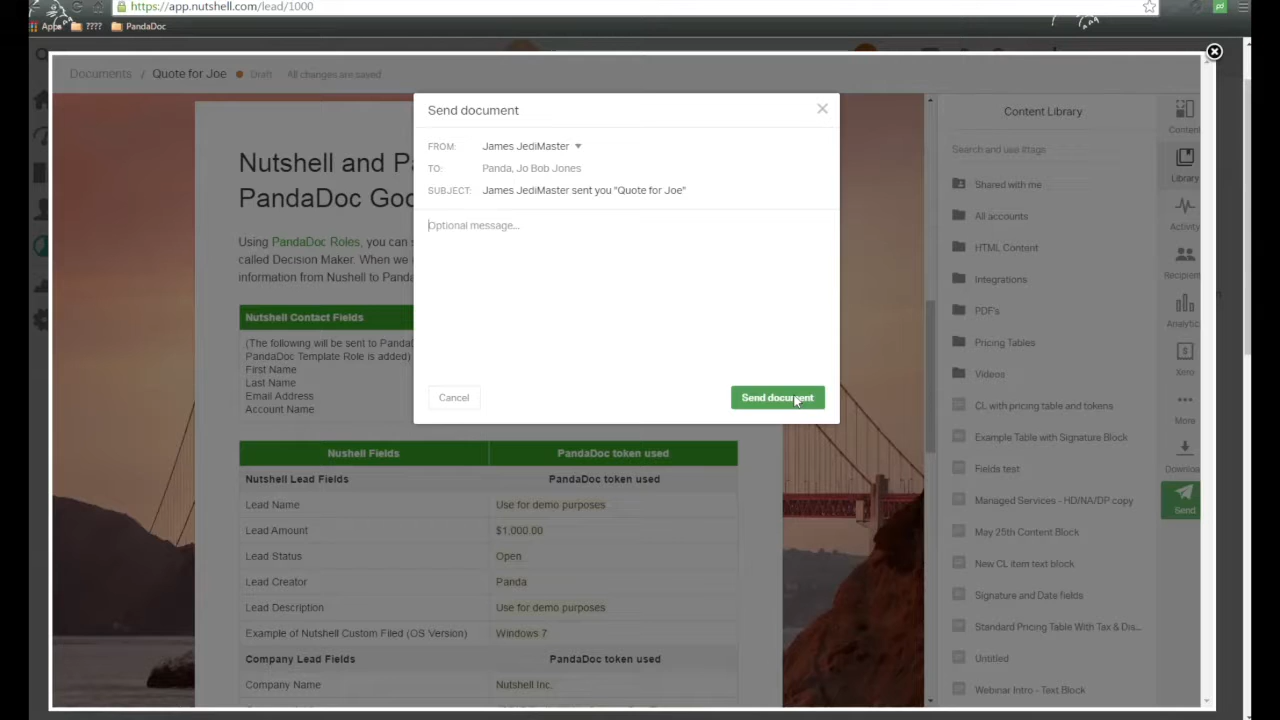 https://app.nutshell.com/lead/1000
Apps
????
PandaDoc
Documents / Quote for Joe
Draft
All changes are saved
Send document
FROM: James JediMaster
TO: Panda, Jo Bob Jones
SUBJECT: James JediMaster sent you "Quote for Joe"
Optional message...
Cancel
Send document
Nutshell and P
PandaDoc Goo
Using PandaDoc Roles, you can s
called Decision Maker. When we
information from Nushell to Panda
Nutshell Contact Fields
(The following will be sent to PandaD
PandaDoc Template Role is added)
First Name
Last Name
Email Address
Account Name
Nushell Fields
PandaDoc token used
Nutshell Lead Fields
PandaDoc token used
Lead Name
Use for demo purposes
Lead Amount
$1,000.00
Lead Status
Open
Lead Creator
Panda
Lead Description
Use for demo purposes
Example of Nutshell Custom Filed (OS Version)
Windows 7
Company Lead Fields
PandaDoc token used
Company Name
Nutshell Inc.
Content Library
Search and use #tags
Shared with me
All accounts
HTML Content
Integrations
PDF's
Pricing Tables
Videos
CL with pricing table and tokens
Example Table with Signature Block
Fields test
Managed Services - HD/NA/DP copy
May 25th Content Block
New CL item text block
Signature and Date fields
Standard Pricing Table With Tax & Dis...
Untitled
Webinar Intro - Text Block
Conten
Library
Activity
Recipien
Analytic
Xero
More
Downloa
Send